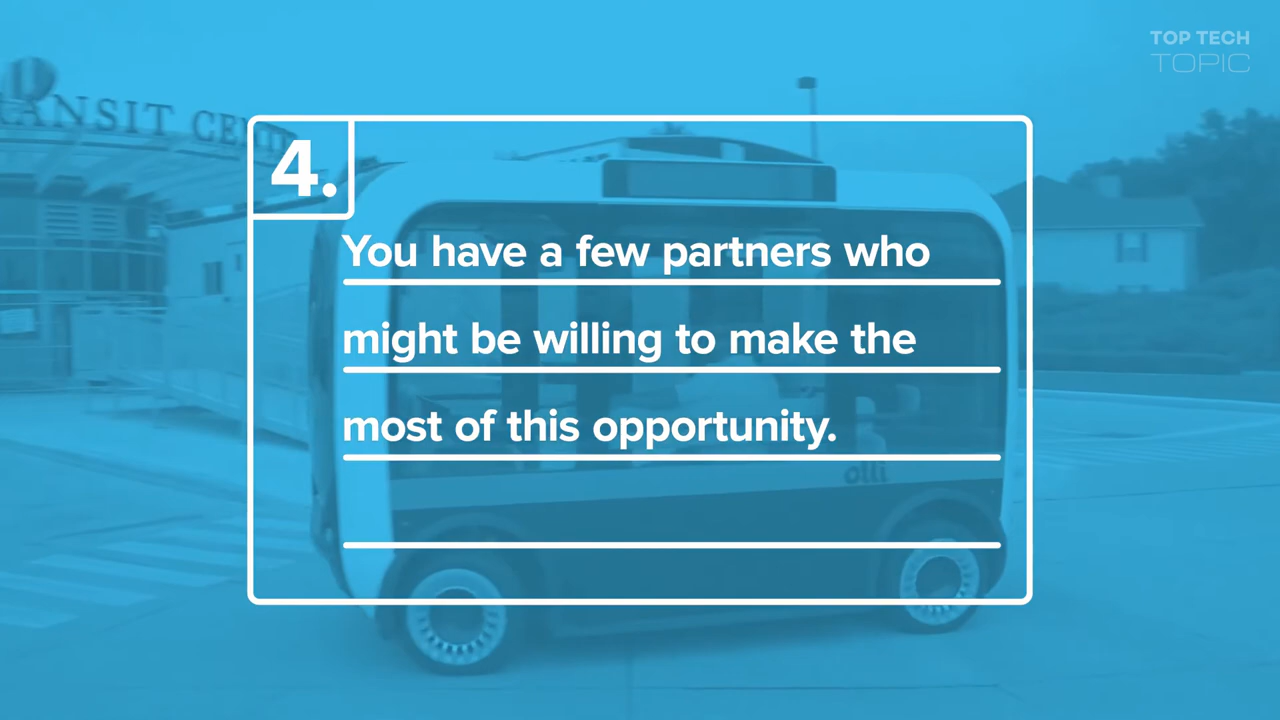 TOP TECH
TOPIC
4.
You have a few partners who
might be willing to make the
most of this opportunity.
olli